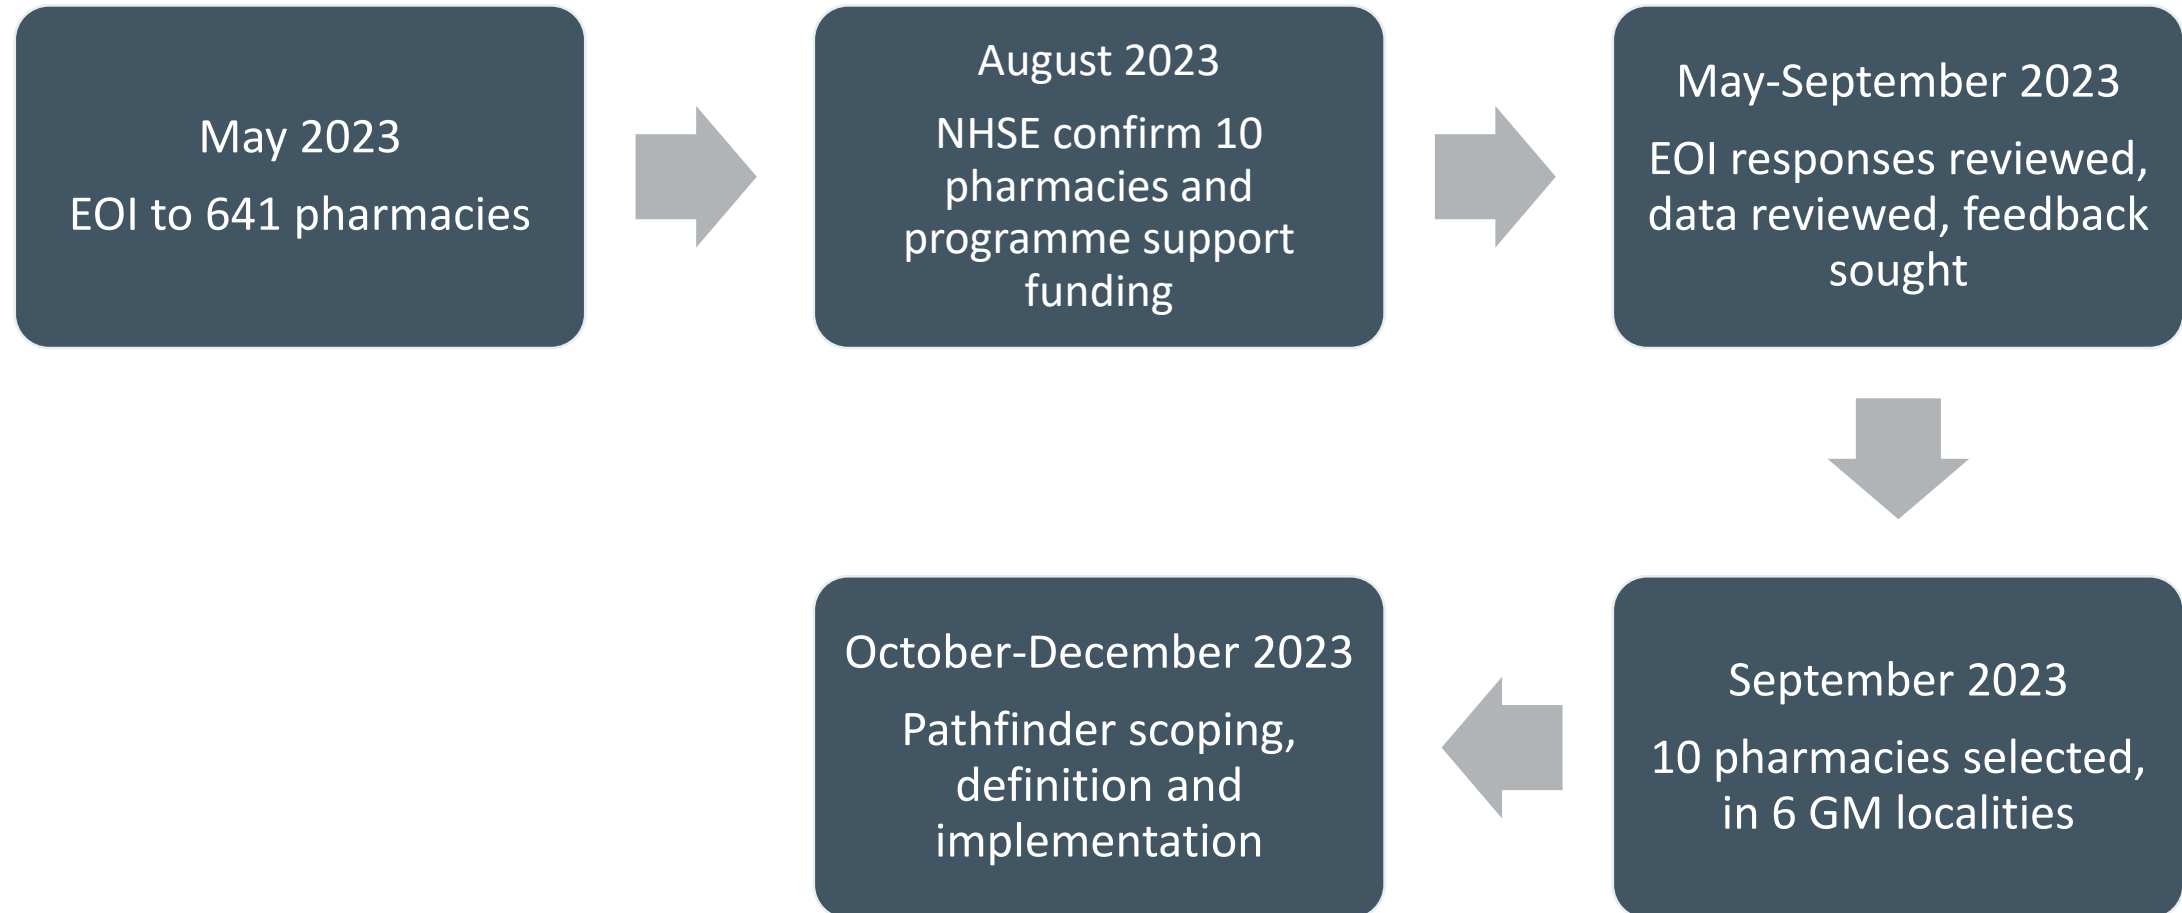 May 2023
EOI to 641 pharmacies
August 2023
NHSE confirm 10
pharmacies and
programme support
funding
May-September 2023
EOI responses reviewed,
data reviewed, feedback
sought
September 2023
10 pharmacies selected,
in 6 GM localities
October-December 2023
Pathfinder scoping,
definition and
implementation